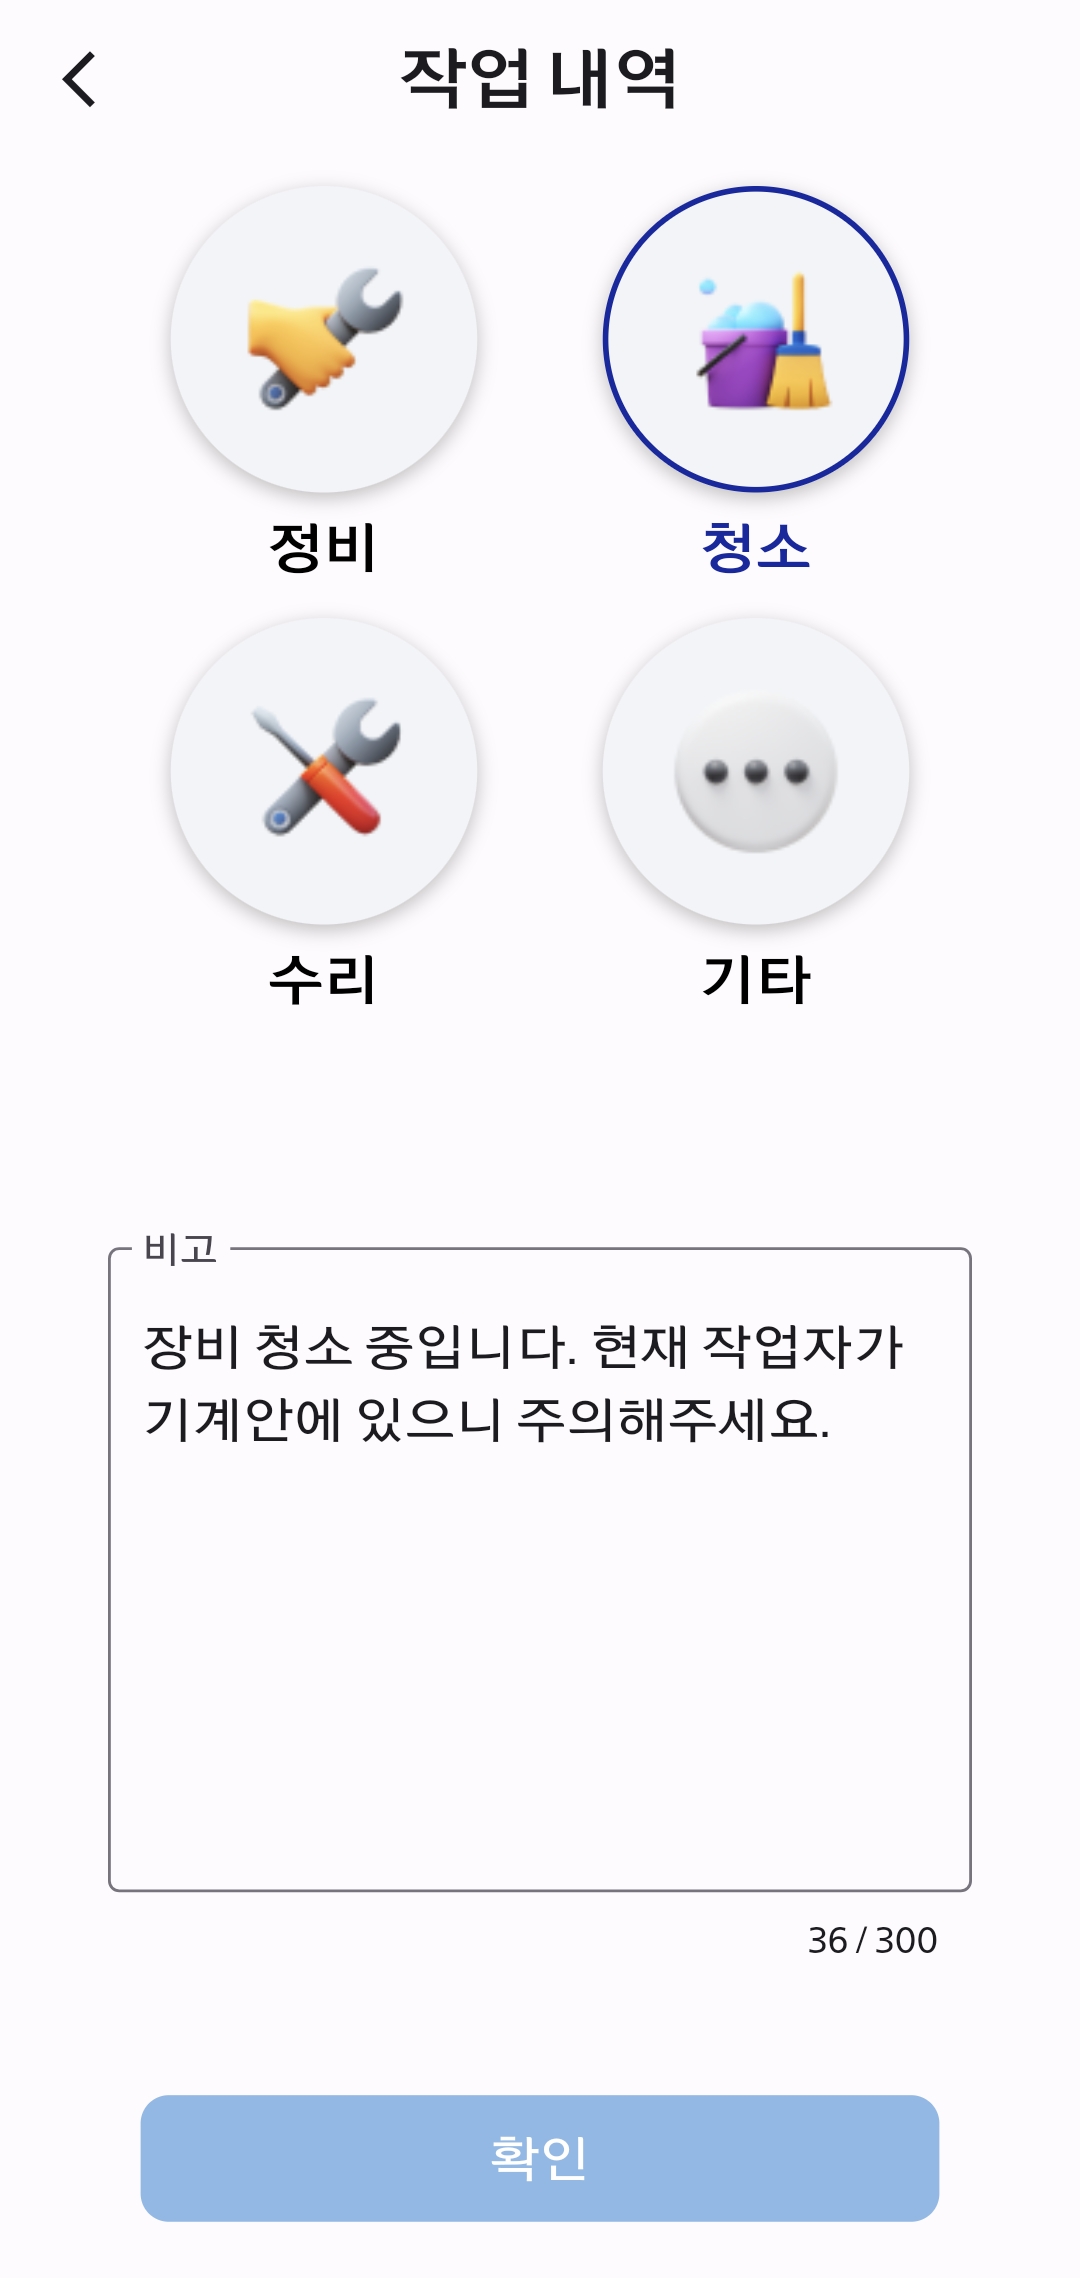 작업 내역
정비
청소
수리
기타
비고
장비 청소 중입니다. 현재 작업자가
기계안에 있으니 주의해주세요.
36 / 300
확인